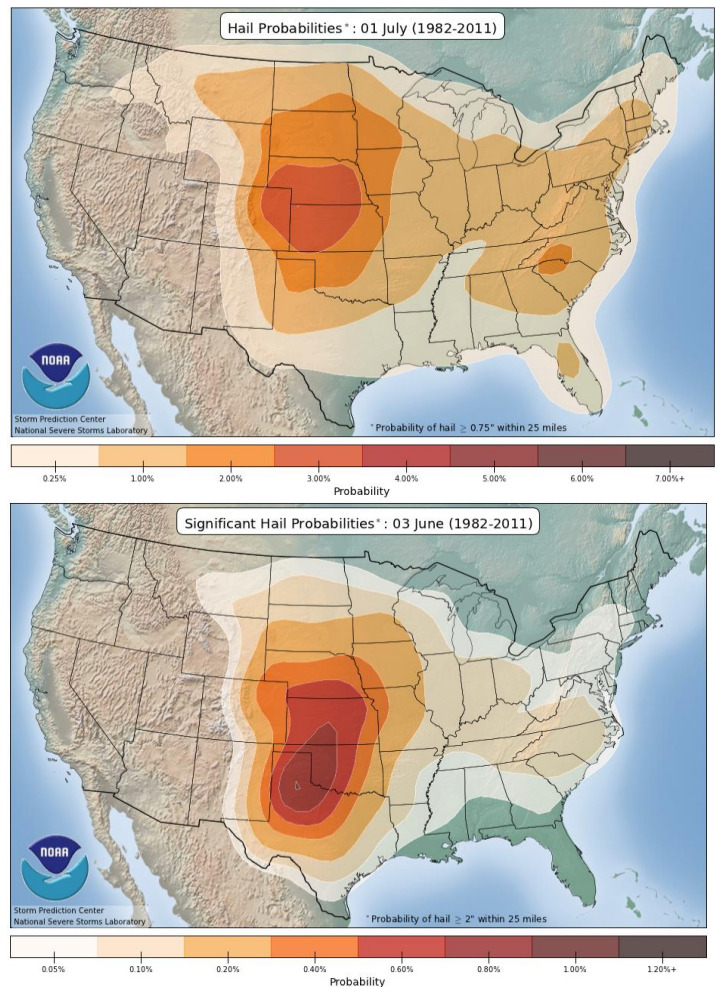 Hail Probabilities*: 01 July (1982-2011)
NOAA
Storm Prediction Center
National Severe Storms Laboratory
*Probability of hail ≥ 0.75" within 25 miles
0.25% 1.00% 2.00% 3.00% 4.00% 5.00% 6.00% 7.00%+
Probability
Significant Hail Probabilities*: 03 June (1982-2011)
NOAA
Storm Prediction Center
National Severe Storms Laboratory
*Probability of hail ≥ 2" within 25 miles
0.05% 0.10% 0.20% 0.40% 0.60% 0.80% 1.00% 1.20%+
Probability